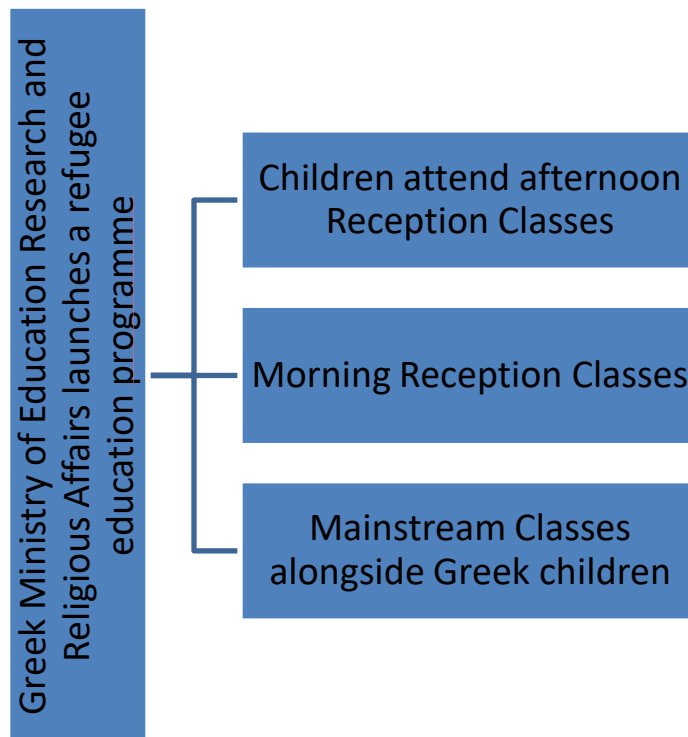 Greek Ministry of Education Research and
Religious Affairs launches a refugee
education programme
Children attend afternoon
Reception Classes
Morning Reception Classes
Mainstream Classes
alongside Greek children